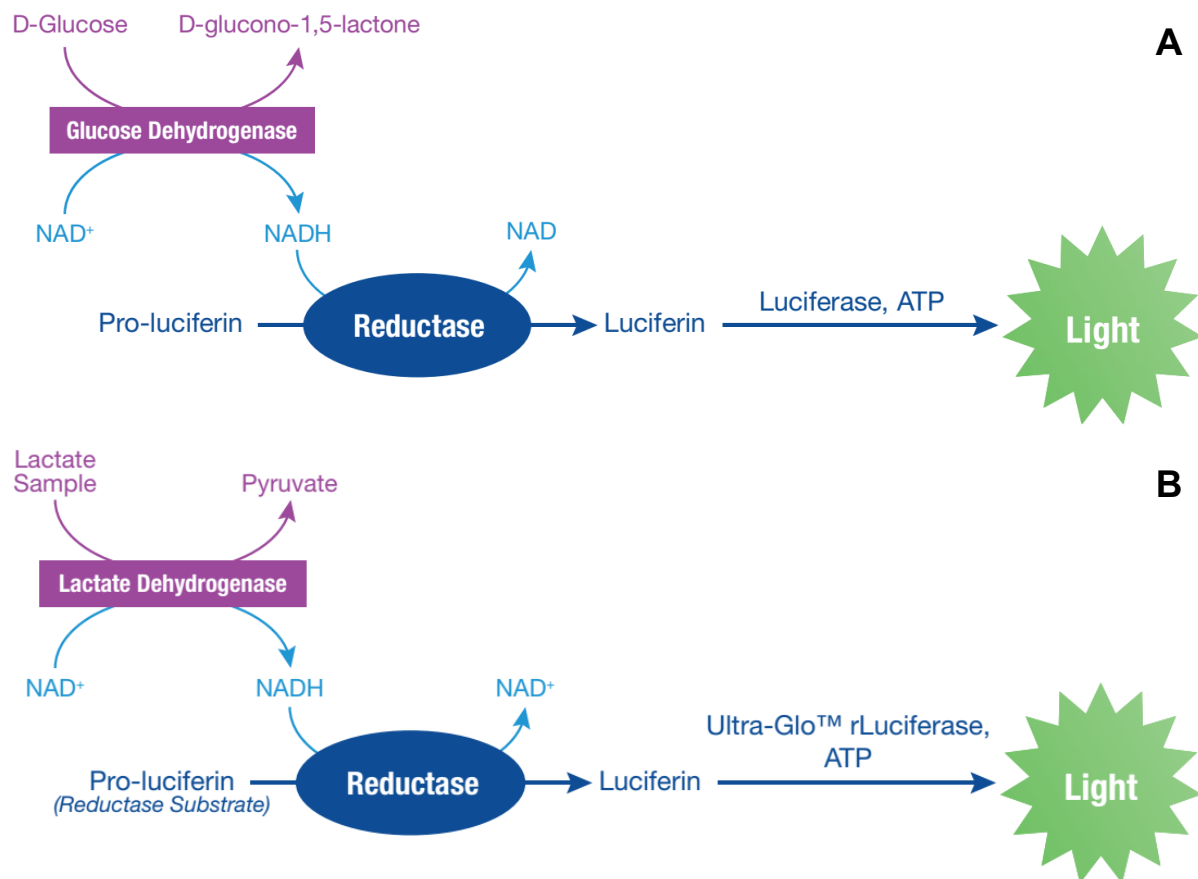 D-Glucose
D-glucono-1,5-lactone
A
Glucose Dehydrogenase
NAD⁺
NADH
NAD
Pro-luciferin
Reductase
Luciferin
Luciferase, ATP
Light
Lactate
Sample
Pyruvate
B
Lactate Dehydrogenase
NAD⁺
NADH
NAD⁺
Pro-luciferin
(Reductase Substrate)
Reductase
Luciferin
Ultra-Glo™ rLuciferase,
ATP
Light